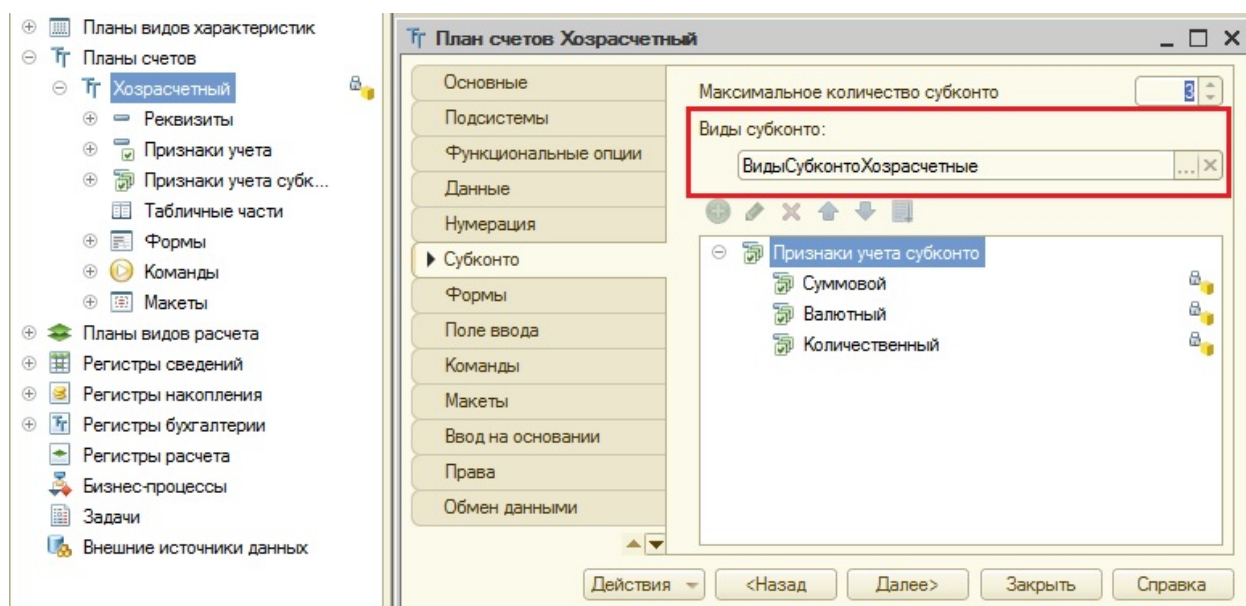 Планы видов характеристик
Планы счетов
Хозрасчетный
Реквизиты
Признаки учета
Признаки учета субк...
Табличные части
Формы
Команды
Макеты
Планы видов расчета
Регистры сведений
Регистры накопления
Регистры бухгалтерии
Регистры расчета
Бизнес-процессы
Задачи
Внешние источники данных
План счетов Хозрасчетный
Основные
Подсистемы
Функциональные опции
Данные
Нумерация
Субконто
Формы
Поле ввода
Команды
Макеты
Ввод на основании
Права
Обмен данными
Максимальное количество субконто 3
Виды субконто:
ВидыСубконтоХозрасчетные ...
Признаки учета субконто
Суммовой
Валютный
Количественный
Действия <Назад Далее> Закрыть Справка